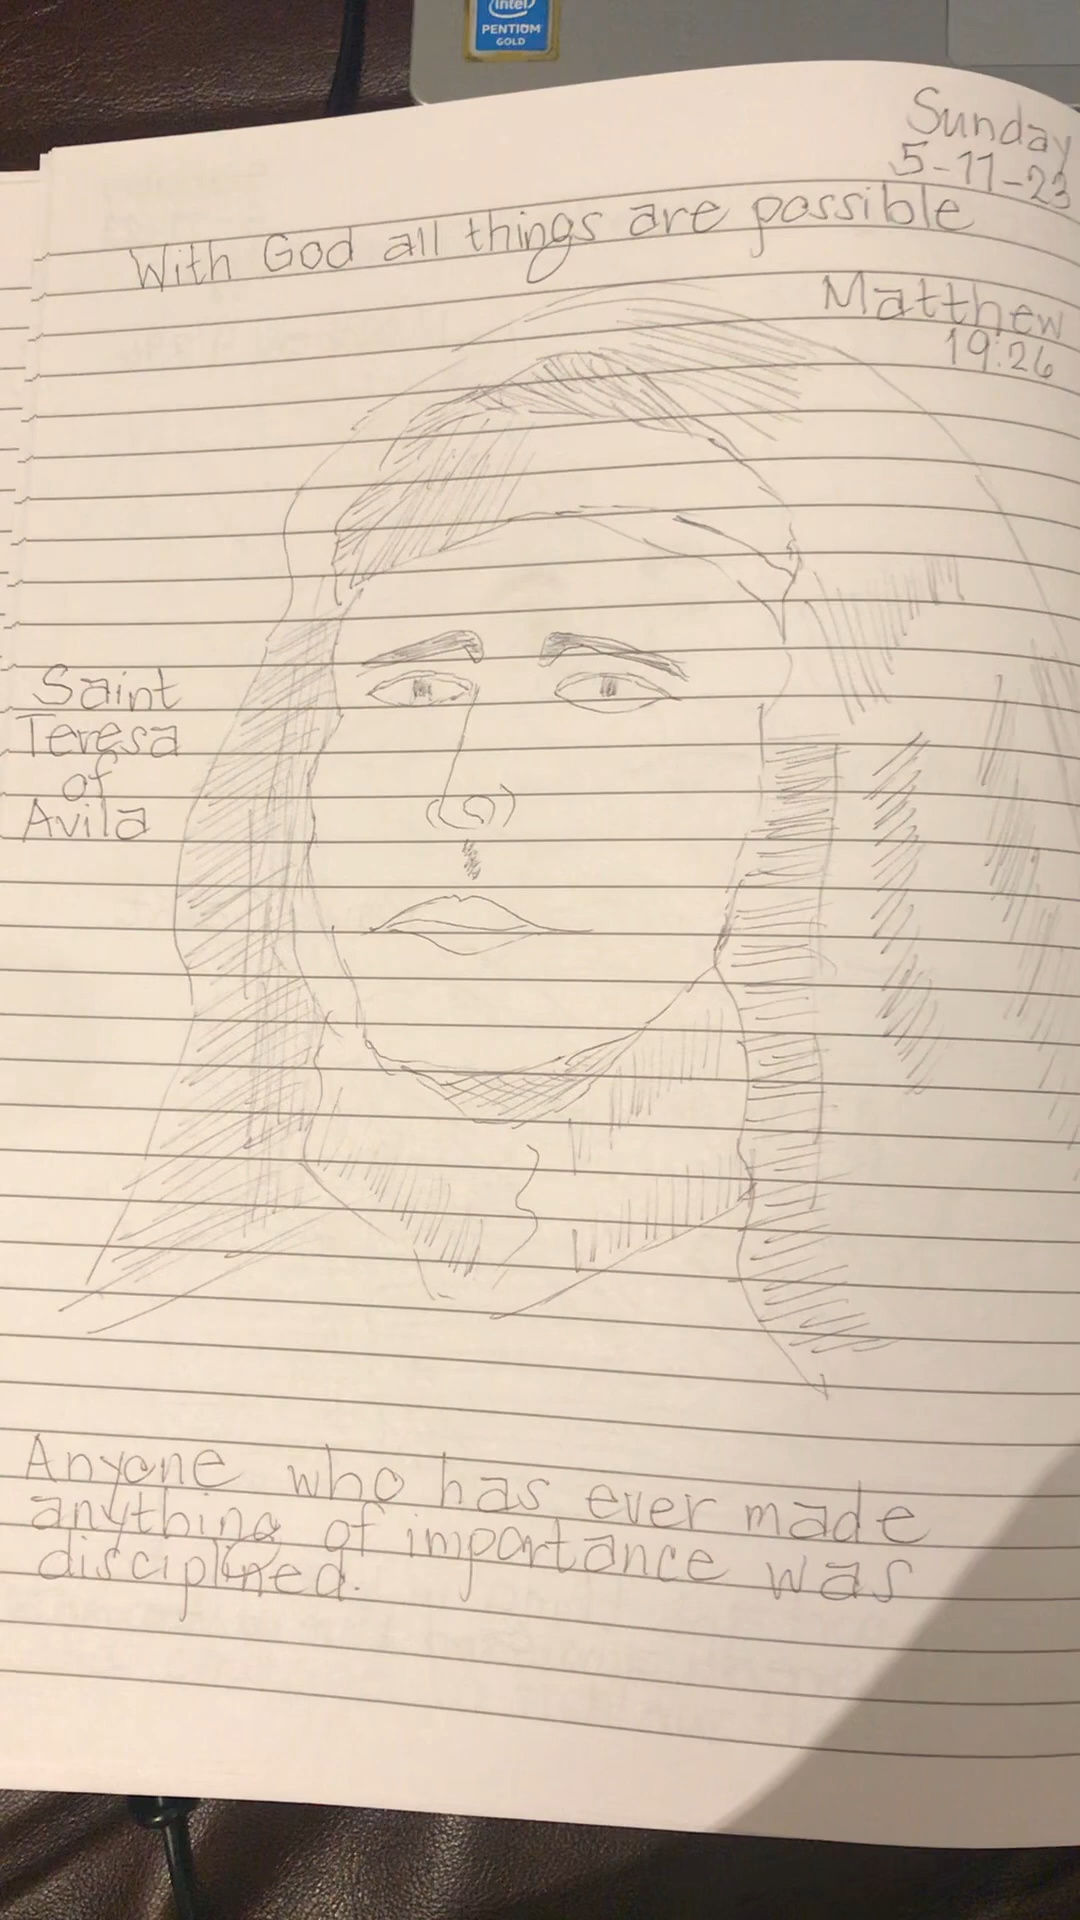 intel
PENTIUM
GOLD
Sunday
5-11-23
With God all things are possible
Matthew
19:26
Saint
Teresa
of
Avila
Anyone who has ever made
anything of importance was
disciplined.